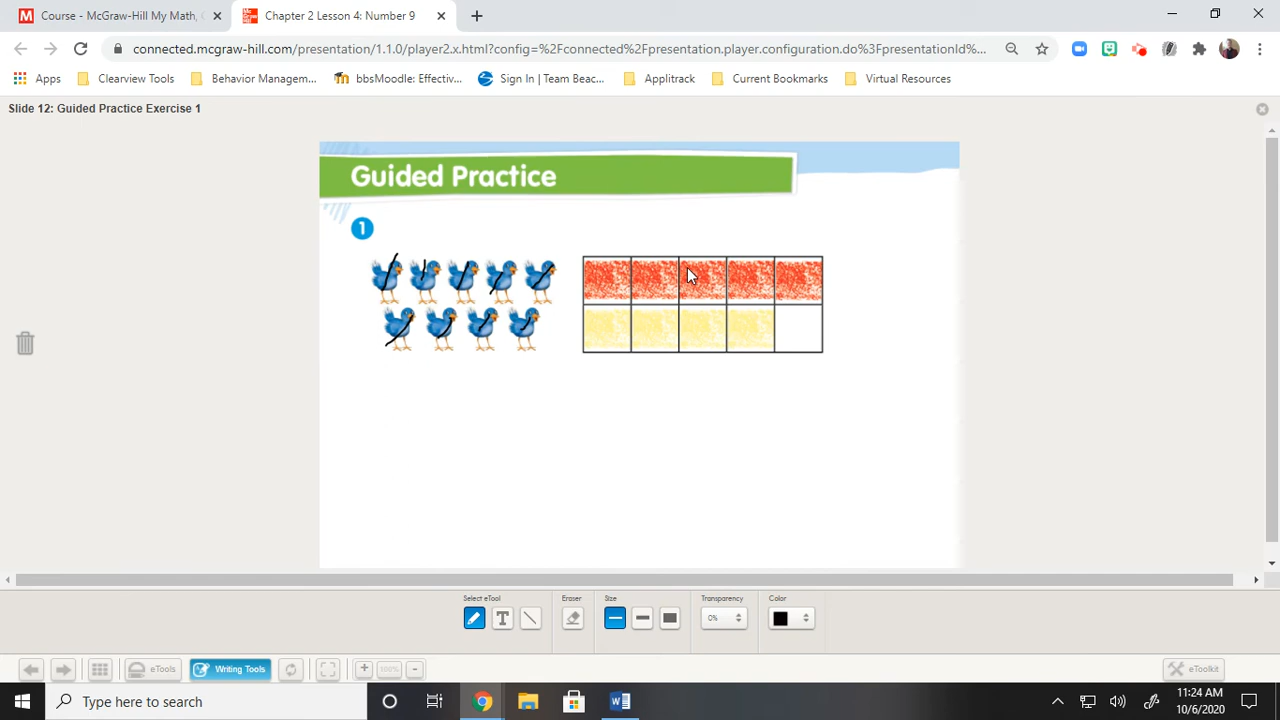 Course - McGraw-Hill My Math,
Chapter 2 Lesson 4: Number 9
connected.mcgraw-hill.com/presentation/1.1.0/player2.x.html?config=%2Fconnected%2Fpresentation.player.configuration.do%3FpresentationId%...
Apps
Clearview Tools
Behavior Managem...
bbsMoodle: Effectiv...
Sign In | Team Beac...
Applitrack
Current Bookmarks
Virtual Resources
Slide 12: Guided Practice Exercise 1
Guided Practice
1
Select eTool
Eraser
Size
Transparency
Color
T
0%
eTools
Writing Tools
+
100%
-
eToolkit
Type here to search
11:24 AM
10/6/2020